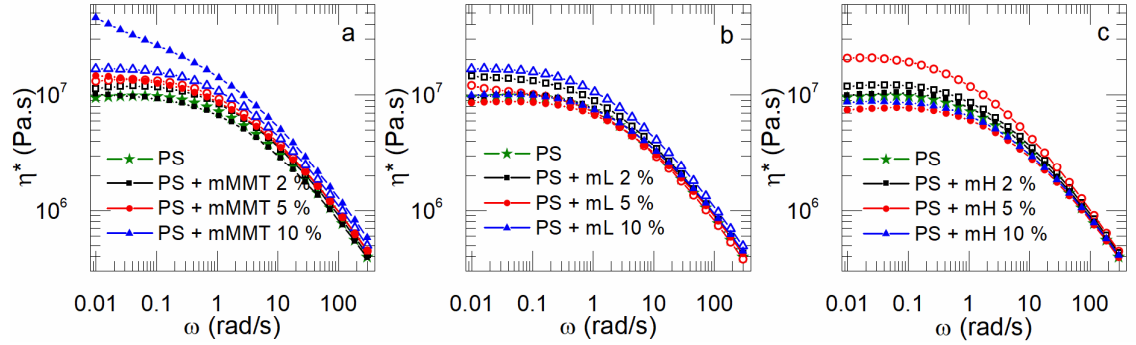 a
10⁷
10⁶
η* (Pa.s)
PS
PS + mMMT 2 %
PS + mMMT 5 %
PS + mMMT 10 %
0.01 0.1 1 10 100
ω (rad/s)
b
10⁷
10⁶
η* (Pa.s)
PS
PS + mL 2 %
PS + mL 5 %
PS + mL 10 %
0.01 0.1 1 10 100
ω (rad/s)
c
10⁷
10⁶
η* (Pa.s)
PS
PS + mH 2 %
PS + mH 5 %
PS + mH 10 %
0.01 0.1 1 10 100
ω (rad/s)